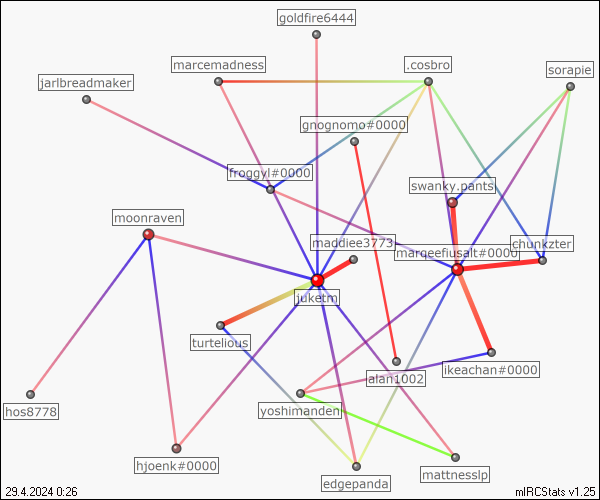 goldfire6444
marcemadness
.cosbro
sorapie
jarlbreadmaker
gnognomo#0000
froggyl#0000
swanky.pants
moonraven
maddiee3773
marqeefiusalt#0000
chunkzter
juketm
turtelious
ikeachan#0000
alan1002
hos8778
yoshimanden
hjoenk#0000
mattnesslp
edgepanda
29.4.2024 0:26
mIRCStats v1.25